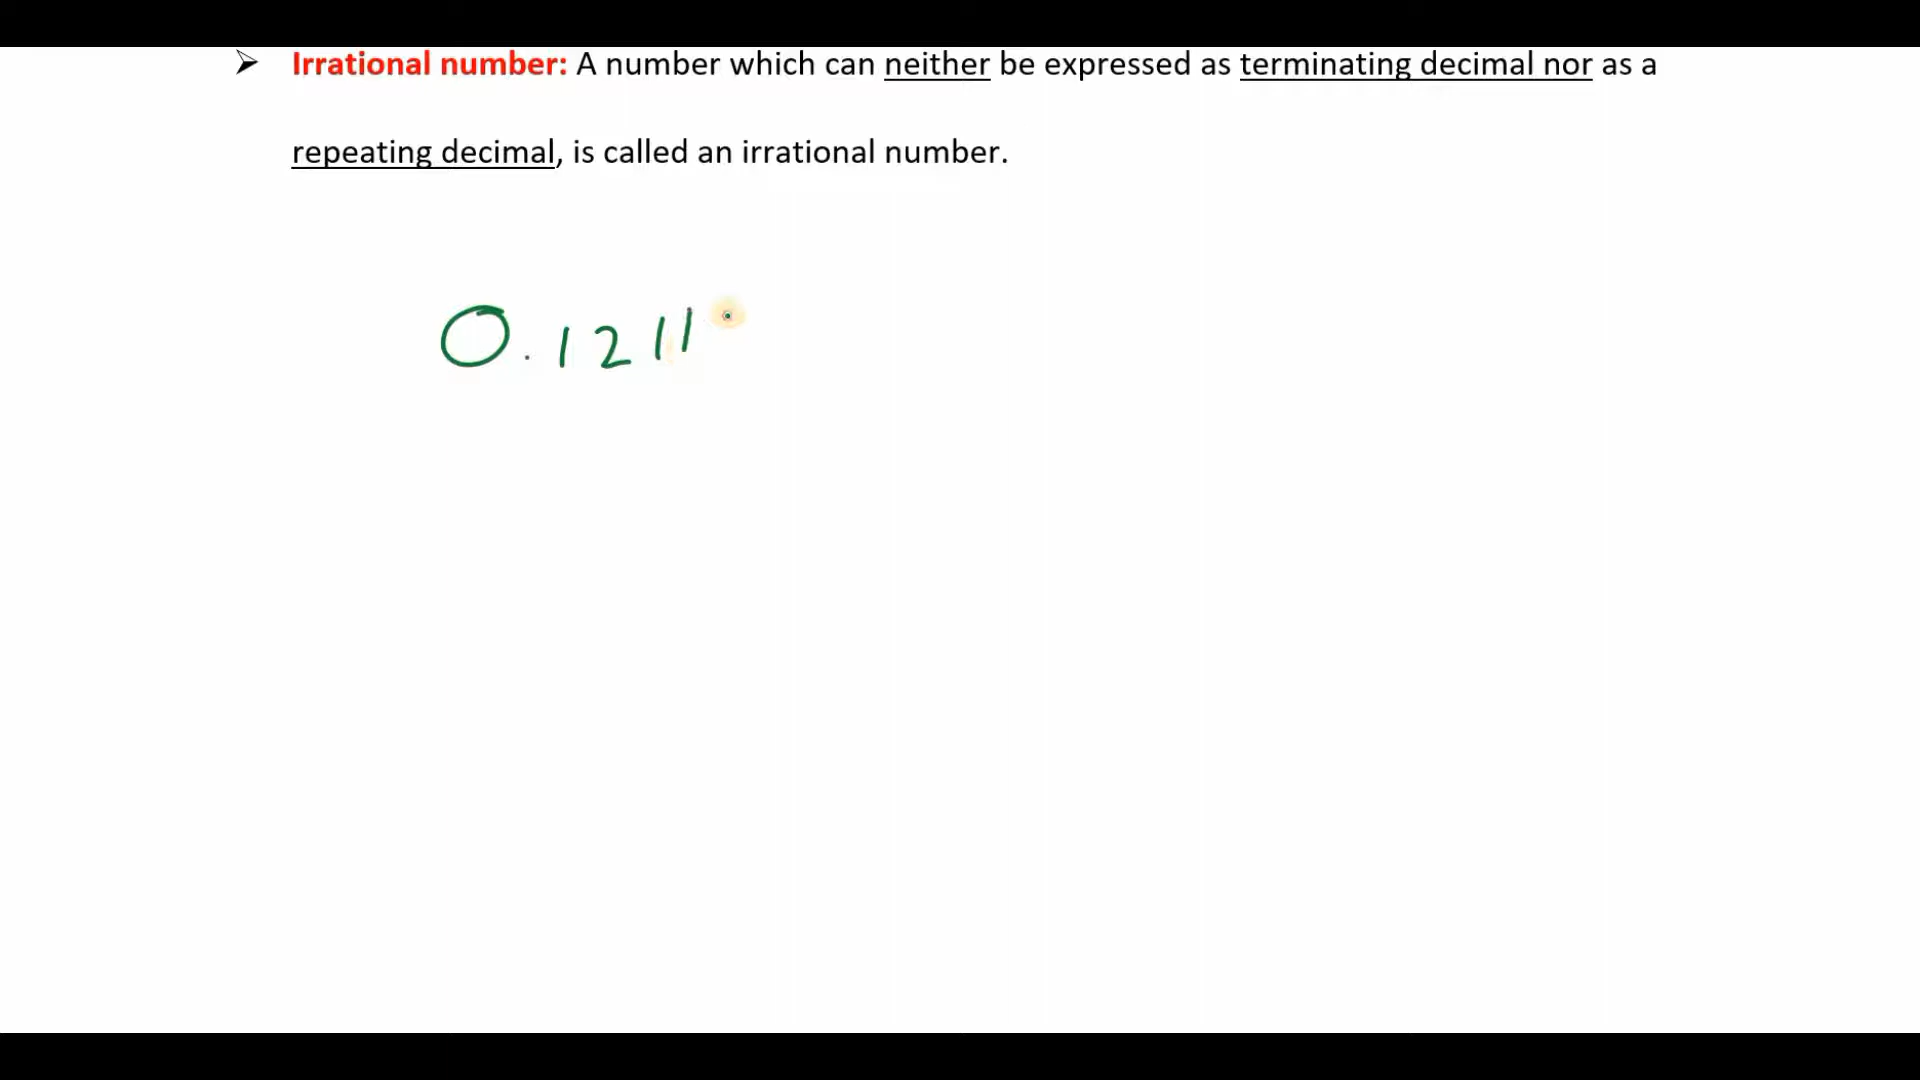 ➤ Irrational number: A number which can neither be expressed as terminating decimal nor as a
repeating decimal, is called an irrational number.
0.1211